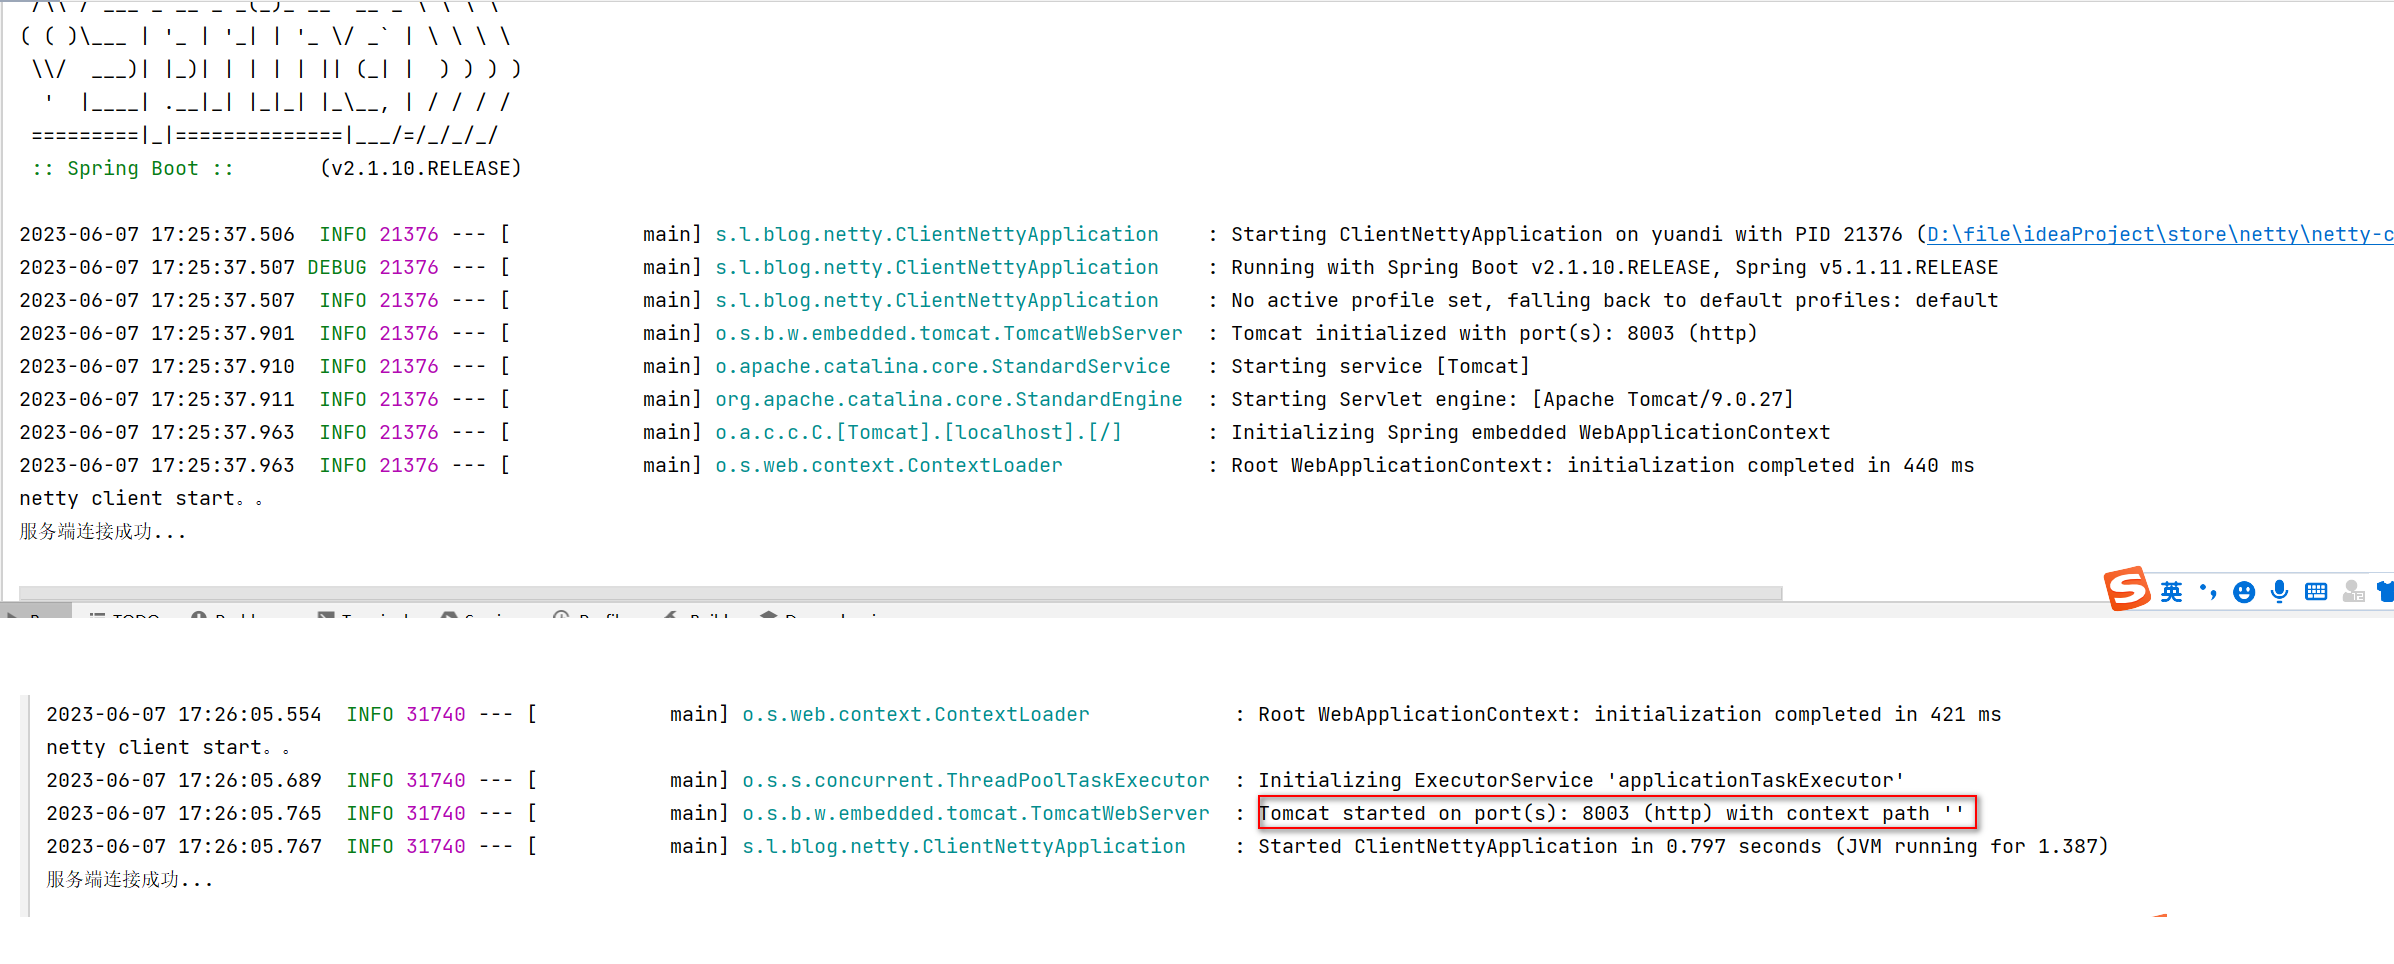 ( ( )\___ | '_ | '_| | '_ \/ _` | \ \ \ \
\\/  ___)| |_)| | | | | || (_| |  ) ) ) )
'  |____| .__|_| |_|_| |_\__, | / / / /
=========|_|==============|___/=/_/_/_/
:: Spring Boot ::       (v2.1.10.RELEASE)
2023-06-07 17:25:37.506  INFO 21376 --- [           main] s.l.blog.netty.ClientNettyApplication    : Starting ClientNettyApplication on yuandi with PID 21376 (D:\file\ideaProject\store\netty\netty-c
2023-06-07 17:25:37.507 DEBUG 21376 --- [           main] s.l.blog.netty.ClientNettyApplication    : Running with Spring Boot v2.1.10.RELEASE, Spring v5.1.11.RELEASE
2023-06-07 17:25:37.507  INFO 21376 --- [           main] s.l.blog.netty.ClientNettyApplication    : No active profile set, falling back to default profiles: default
2023-06-07 17:25:37.901  INFO 21376 --- [           main] o.s.b.w.embedded.tomcat.TomcatWebServer  : Tomcat initialized with port(s): 8003 (http)
2023-06-07 17:25:37.910  INFO 21376 --- [           main] o.apache.catalina.core.StandardService   : Starting service [Tomcat]
2023-06-07 17:25:37.911  INFO 21376 --- [           main] org.apache.catalina.core.StandardEngine  : Starting Servlet engine: [Apache Tomcat/9.0.27]
2023-06-07 17:25:37.963  INFO 21376 --- [           main] o.a.c.c.C.[Tomcat].[localhost].[/]       : Initializing Spring embedded WebApplicationContext
2023-06-07 17:25:37.963  INFO 21376 --- [           main] o.s.web.context.ContextLoader            : Root WebApplicationContext: initialization completed in 440 ms
netty client start。。
服务端连接成功...
英
2023-06-07 17:26:05.554  INFO 31740 --- [           main] o.s.web.context.ContextLoader            : Root WebApplicationContext: initialization completed in 421 ms
netty client start。。
2023-06-07 17:26:05.689  INFO 31740 --- [           main] o.s.s.concurrent.ThreadPoolTaskExecutor  : Initializing ExecutorService 'applicationTaskExecutor'
2023-06-07 17:26:05.765  INFO 31740 --- [           main] o.s.b.w.embedded.tomcat.TomcatWebServer  : Tomcat started on port(s): 8003 (http) with context path ''
2023-06-07 17:26:05.767  INFO 31740 --- [           main] s.l.blog.netty.ClientNettyApplication    : Started ClientNettyApplication in 0.797 seconds (JVM running for 1.387)
服务端连接成功...